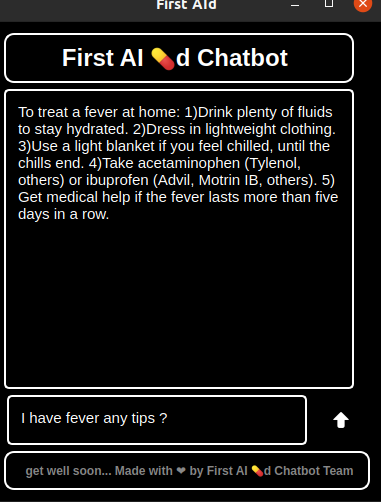 First Aid
First AI 💊d Chatbot
To treat a fever at home: 1)Drink plenty of fluids
to stay hydrated. 2)Dress in lightweight clothing.
3)Use a light blanket if you feel chilled, until the
chills end. 4)Take acetaminophen (Tylenol,
others) or ibuprofen (Advil, Motrin IB, others). 5)
Get medical help if the fever lasts more than five
days in a row.
I have fever any tips ?
get well soon... Made with ❤ by First AI 💊d Chatbot Team